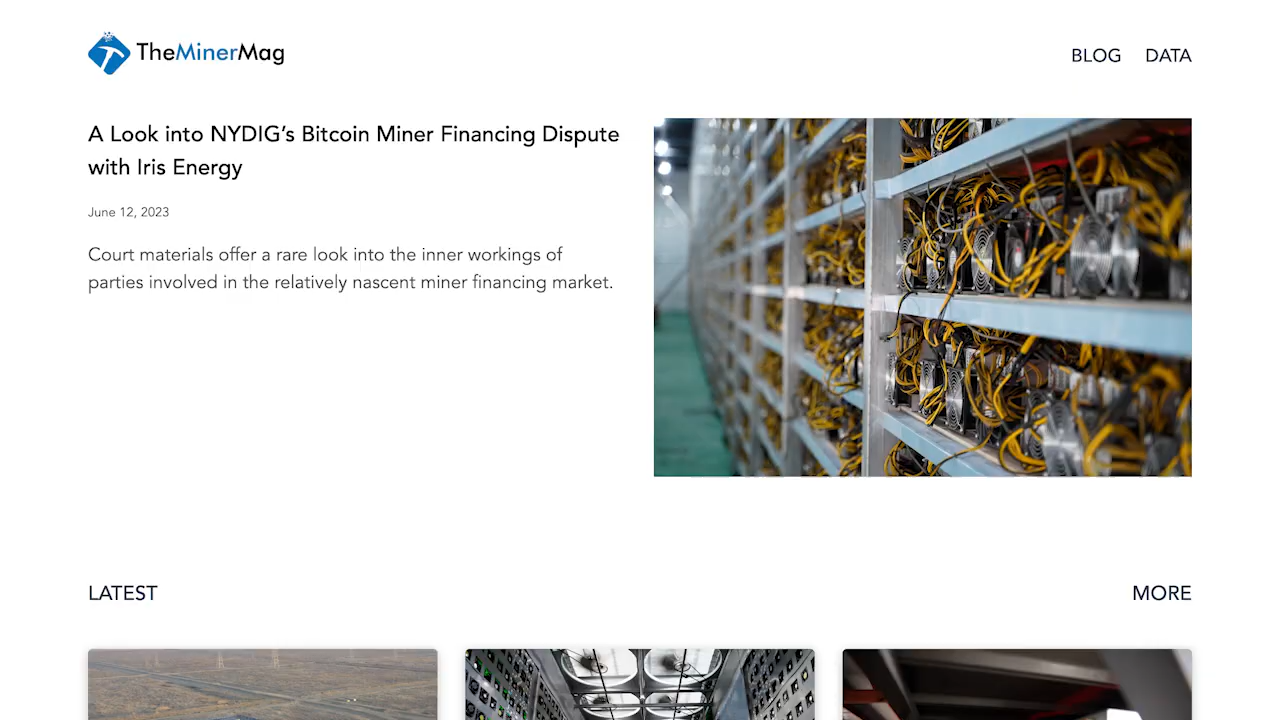 TheMinerMag
BLOG DATA
A Look into NYDIG’s Bitcoin Miner Financing Dispute
with Iris Energy
June 12, 2023
Court materials offer a rare look into the inner workings of
parties involved in the relatively nascent miner financing market.
LATEST
MORE